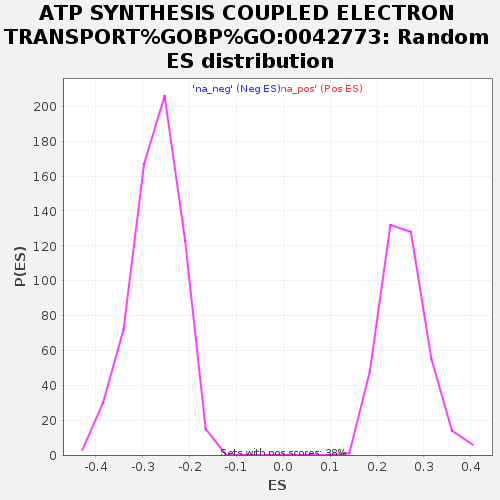 ATP SYNTHESIS COUPLED ELECTRON
TRANSPORT%GOBP%GO:0042773: Random
ES distribution
'na_neg' (Neg ES)na_pos' (Pos ES)
200
180
160
140
120
100
80
60
40
20
0
P(ES)
Sets with pos scores: 38%
-0.4 -0.3 -0.2 -0.1 0.0 0.1 0.2 0.3 0.4
ES